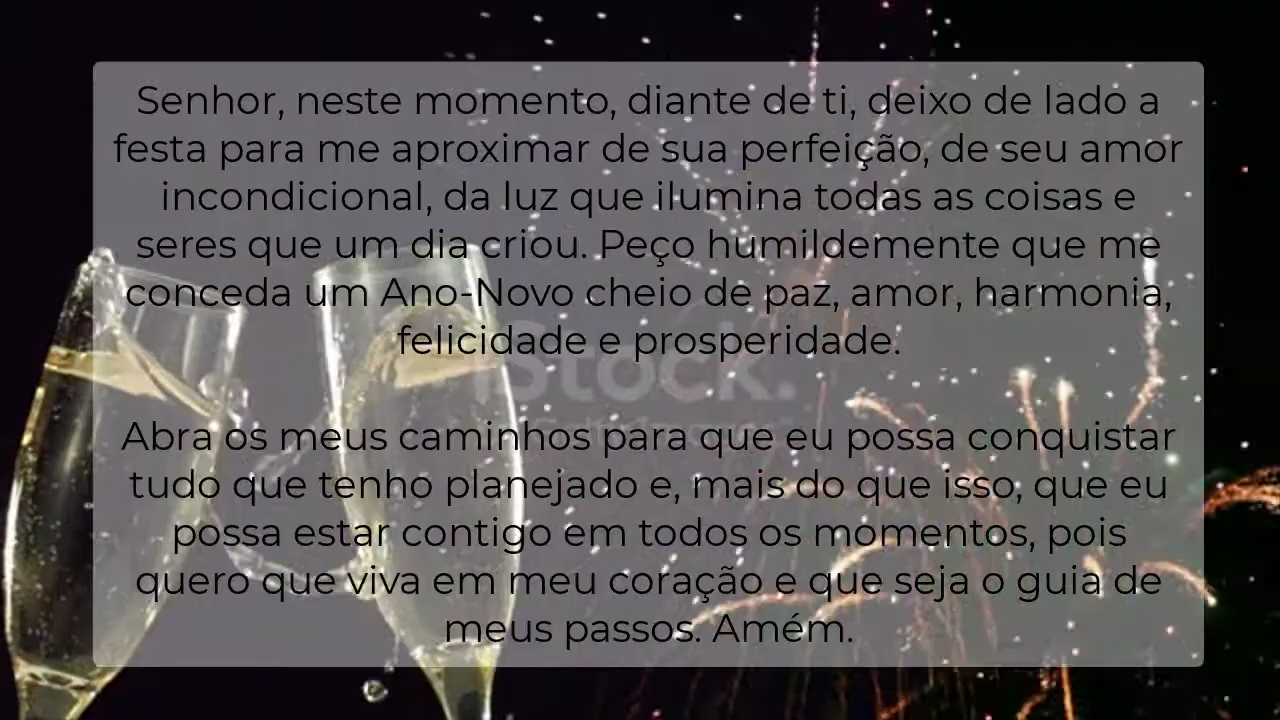 Senhor, neste momento, diante de ti, deixo de lado a
festa para me aproximar de sua perfeição, de seu amor
incondicional, da luz que ilumina todas as coisas e
seres que um dia criou. Peço humildemente que me
conceda um Ano-Novo cheio de paz, amor, harmonia,
felicidade e prosperidade.
iStock.
Abra os meus caminhos para que eu possa conquistar
tudo que tenho planejado e, mais do que isso, que eu
possa estar contigo em todos os momentos, pois
quero que viva em meu coração e que seja o guia de
meus passos. Amém.